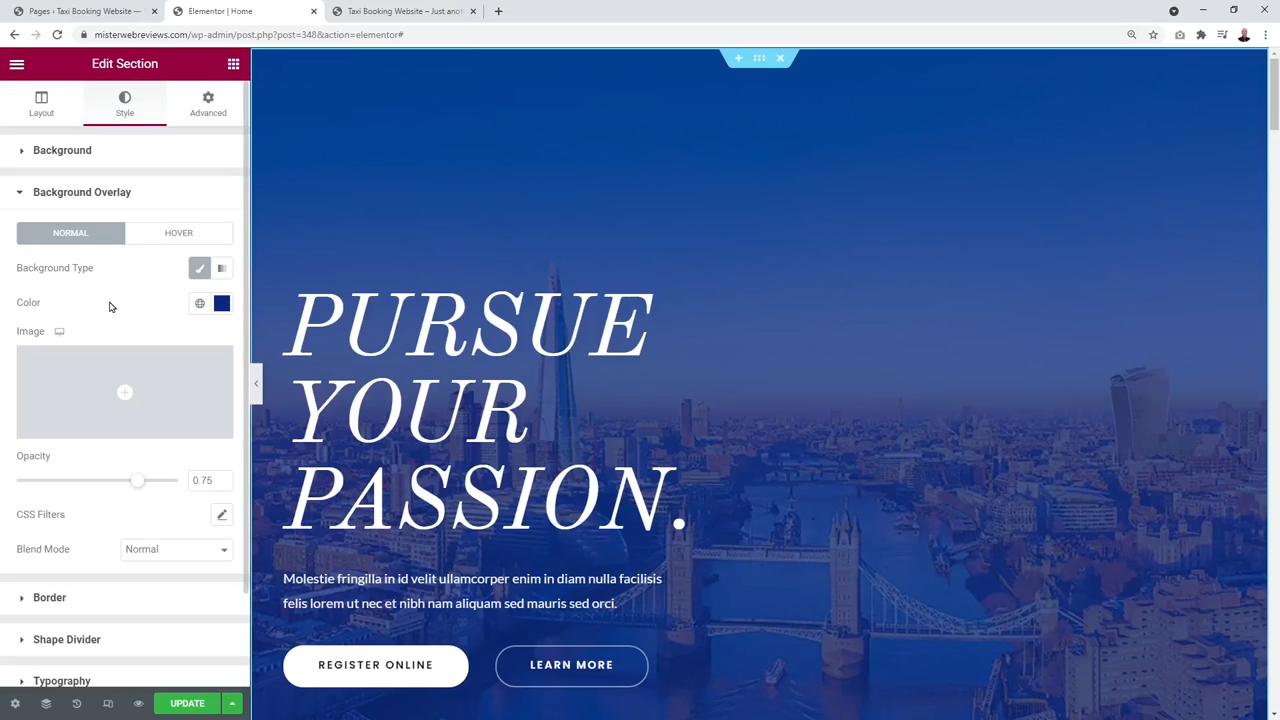 Pages ‹ Taxi Booking Website —
Elementor | Home
Taxi Booking Website – Just anot
misterwebreviews.com/wp-admin/post.php?post=348&action=elementor#
Edit Section
Layout
Style
Advanced
Background
Background Overlay
NORMAL
HOVER
Background Type
Color
Image
Opacity
0.75
CSS Filters
Blend Mode
Normal
Border
Shape Divider
Typography
UPDATE
PURSUE
YOUR
PASSION.
Molestie fringilla in id velit ullamcorper enim in diam nulla facilisis
felis lorem ut nec et nibh nam aliquam sed mauris sed orci.
REGISTER ONLINE
LEARN MORE